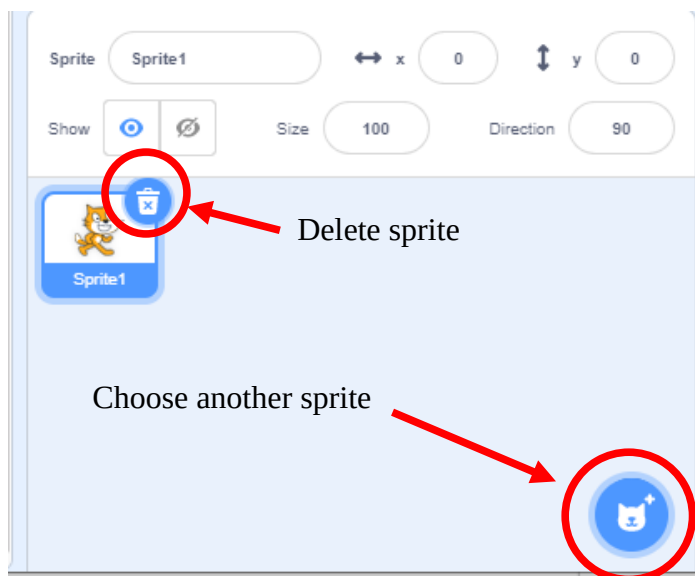 Sprite Sprite1 x 0 y 0
Show Size 100 Direction 90
Delete sprite
Sprite1
Choose another sprite